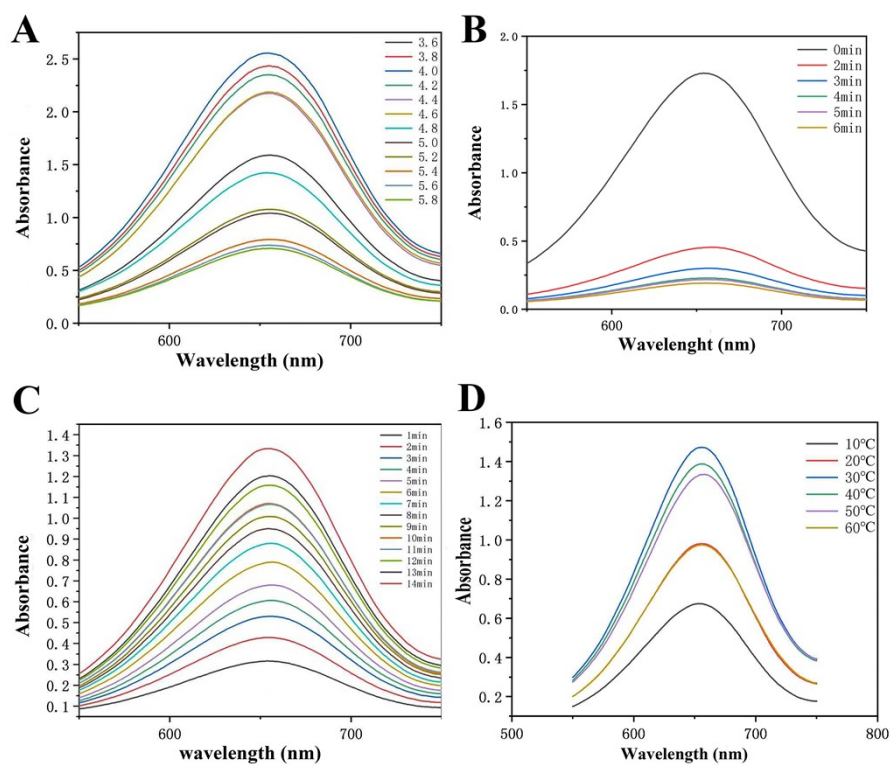 A
3.6
3.8
4.0
4.2
4.4
4.6
4.8
5.0
5.2
5.4
5.6
5.8
2.5
2.0
1.5
1.0
0.5
0.0
600
700
Absorbance
Wavelength (nm)
B
0min
2min
3min
4min
5min
6min
2.0
1.5
1.0
0.5
0.0
600
700
Absorbance
Wavelenght (nm)
C
1min
2min
3min
4min
5min
6min
7min
8min
9min
10min
11min
12min
13min
14min
1.4
1.3
1.2
1.1
1.0
0.9
0.8
0.7
0.6
0.5
0.4
0.3
0.2
0.1
600
700
Absorbance
wavelength (nm)
D
10℃
20℃
30℃
40℃
50℃
60℃
1.6
1.4
1.2
1.0
0.8
0.6
0.4
0.2
500
600
700
800
Absorbance
Wavelength (nm)